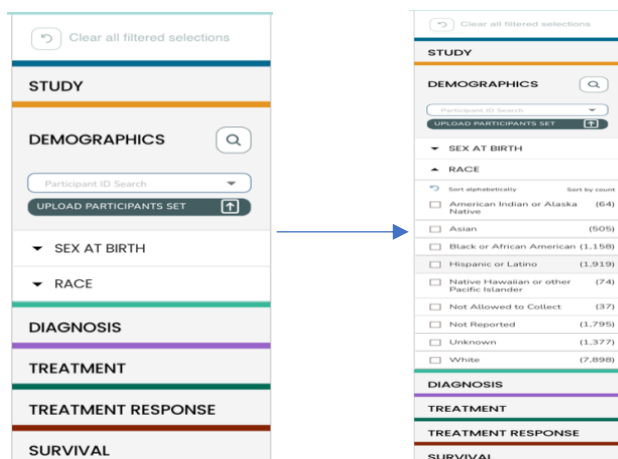 Clear all filtered selections
STUDY
DEMOGRAPHICS
Participant ID Search
UPLOAD PARTICIPANTS SET
SEX AT BIRTH
RACE
DIAGNOSIS
TREATMENT
TREATMENT RESPONSE
SURVIVAL
Clear all filtered selections
STUDY
DEMOGRAPHICS
Participant ID Search
UPLOAD PARTICIPANTS SET
SEX AT BIRTH
RACE
Sort alphabetically Sort by count
American Indian or Alaska (64)
Native
Asian (505)
Black or African American (1,158)
Hispanic or Latino (1,919)
Native Hawaiian or other (74)
Pacific Islander
Not Allowed to Collect (37)
Not Reported (1,795)
Unknown (1,377)
White (7,898)
DIAGNOSIS
TREATMENT
TREATMENT RESPONSE
SURVIVAL